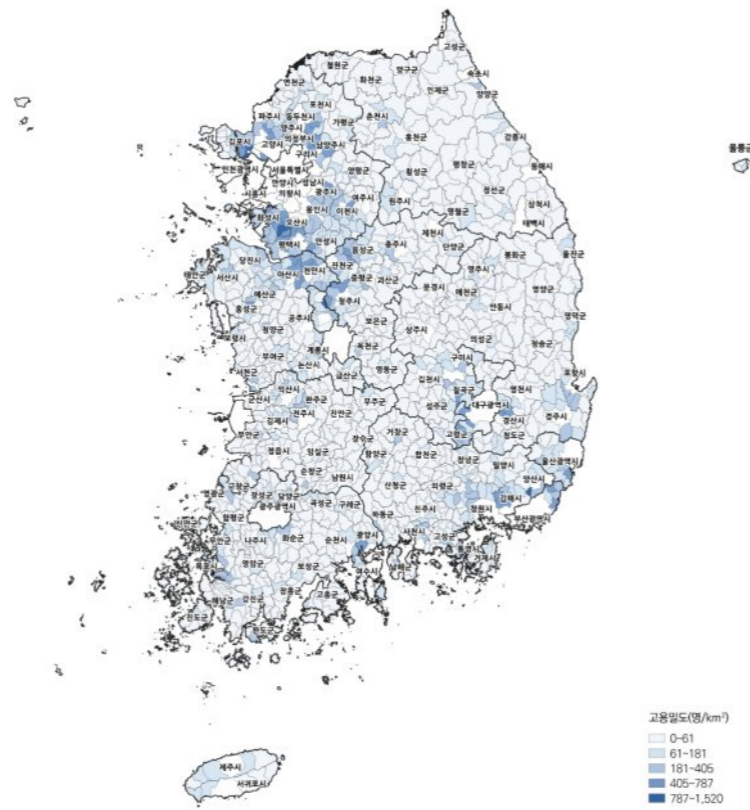 고성군
철원군
양구군
화천군
속초시
연천군
인제군
양양군
포천시
파주시
동두천시
춘천시
양주시
가평군
의정부시
강릉시
김포시
고양시
남양주시
홍천군
구리시
동해시
울릉군
인천광역시
서울특별시
양평군
횡성군
평창군
안양시
성남시
정선군
시흥시
의왕시
광주시
여주시
원주시
삼척시
화성시
오산시
용인시
이천시
영월군
태백시
평택시
안성시
음성군
충주시
제천시
단양군
봉화군
울진군
당진시
태안군
서산시
아산시
천안시
진천군
증평군
괴산군
영주시
문경시
예천군
영양군
예산군
홍성군
청주시
안동시
영덕군
공주시
보은군
청양군
상주시
의성군
청송군
보령시
계룡시
옥천군
부여군
논산시
구미시
서천군
금산군
영동군
김천시
포항시
익산시
칠곡군
영천시
군산시
완주군
무주군
성주군
대구광역시
전주시
진안군
경산시
경주시
김제시
고령군
청도군
부안군
장수군
거창군
정읍시
임실군
함양군
합천군
창녕군
밀양시
울산광역시
순창군
남원시
고창군
양산시
영광군
장성군
담양군
산청군
의령군
김해시
광주광역시
곡성군
구례군
창원시
부산광역시
함평군
진주시
하동군
신안군
무안군
나주시
화순군
순천시
광양시
사천시
고성군
통영시
거제시
목포시
영암군
보성군
여수시
남해군
장흥군
해남군
강진군
고흥군
진도군
완도군
제주시
서귀포시
고용밀도(명/km²)
0~61
61~181
181~405
405~787
787~1,520